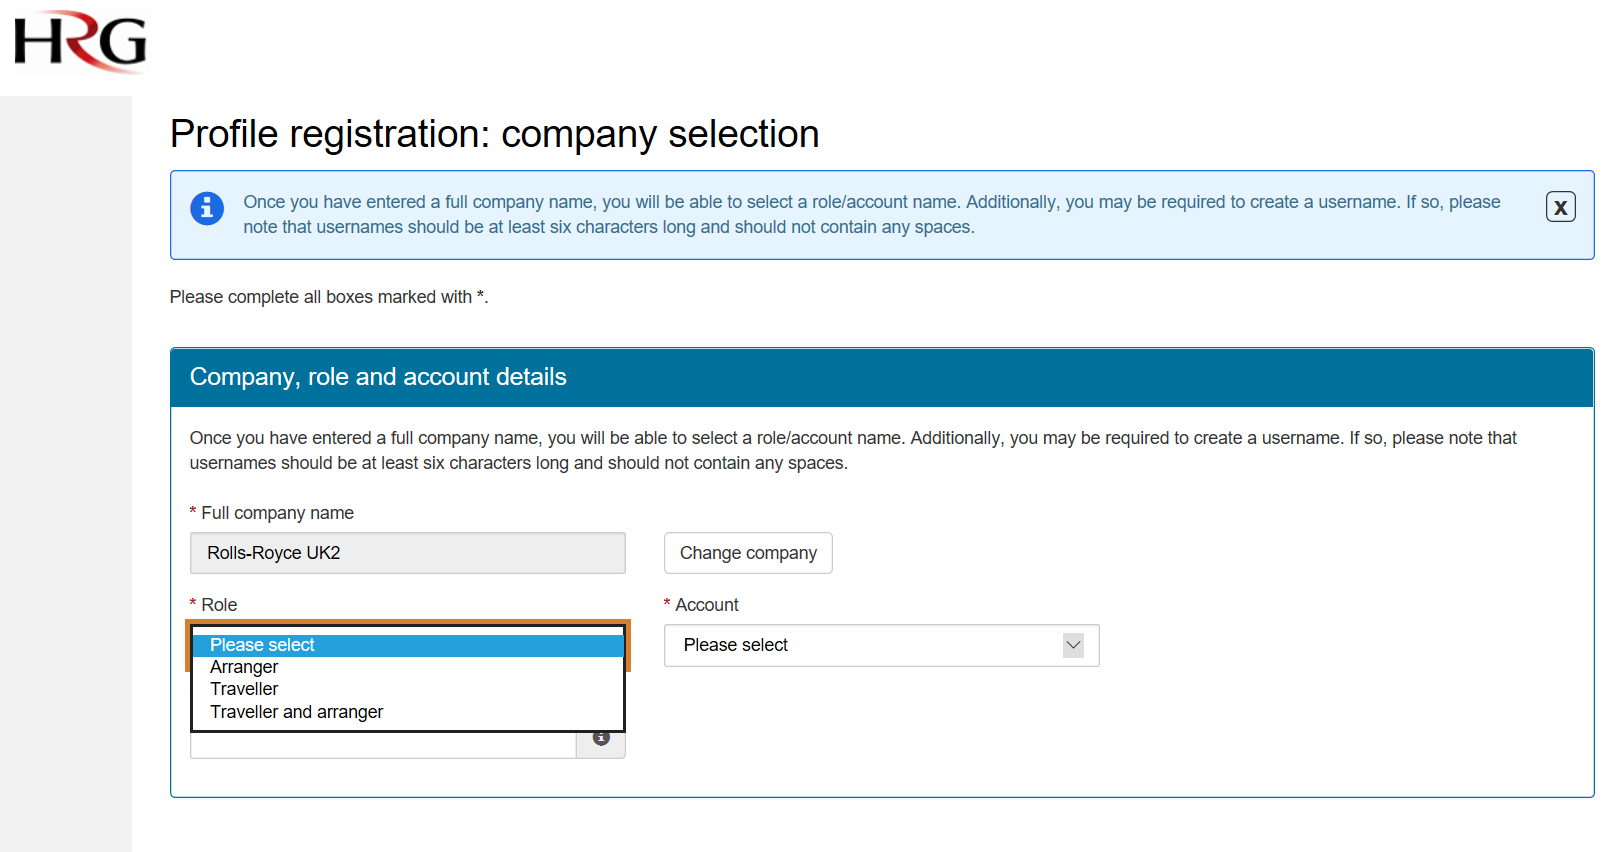 HRG
Profile registration: company selection
Once you have entered a full company name, you will be able to select a role/account name. Additionally, you may be required to create a username. If so, please
note that usernames should be at least six characters long and should not contain any spaces.
X
Please complete all boxes marked with *.
Company, role and account details
Once you have entered a full company name, you will be able to select a role/account name. Additionally, you may be required to create a username. If so, please note that
usernames should be at least six characters long and should not contain any spaces.
* Full company name
Rolls-Royce UK2
Change company
* Role
* Account
Please select
Please select
Arranger
Traveller
Traveller and arranger